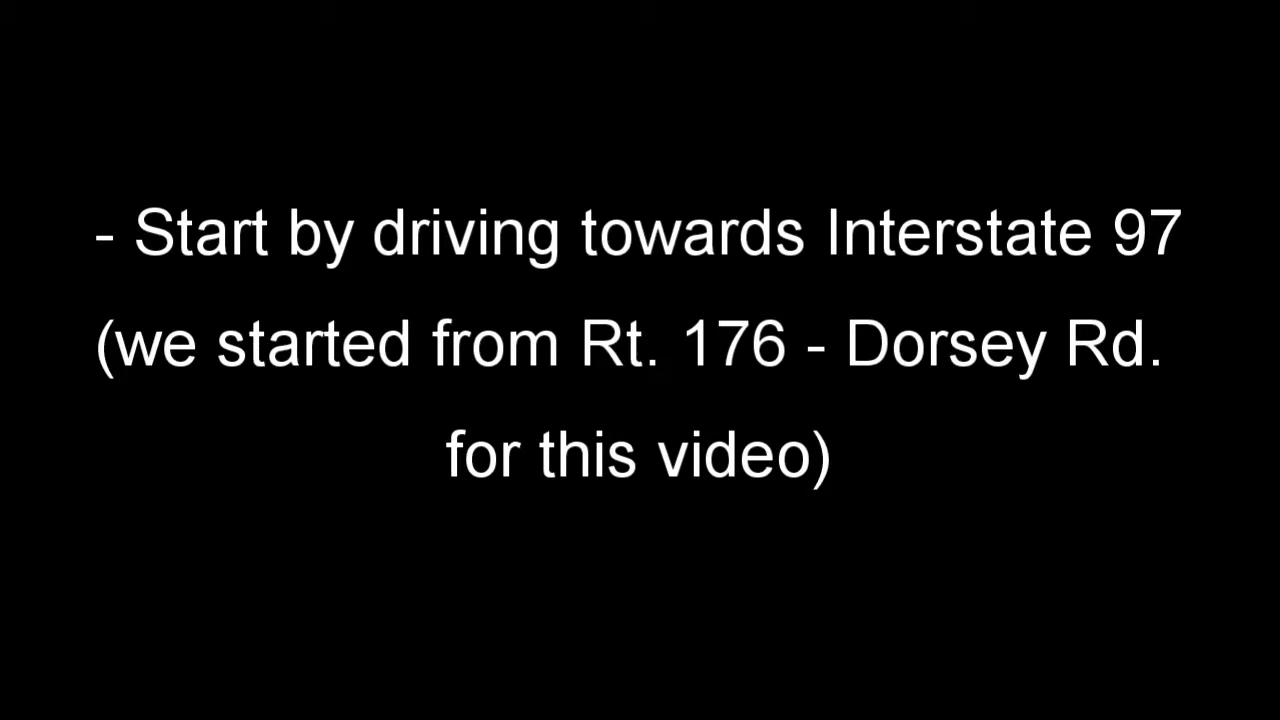 - Start by driving towards Interstate 97
(we started from Rt. 176 - Dorsey Rd.
for this video)